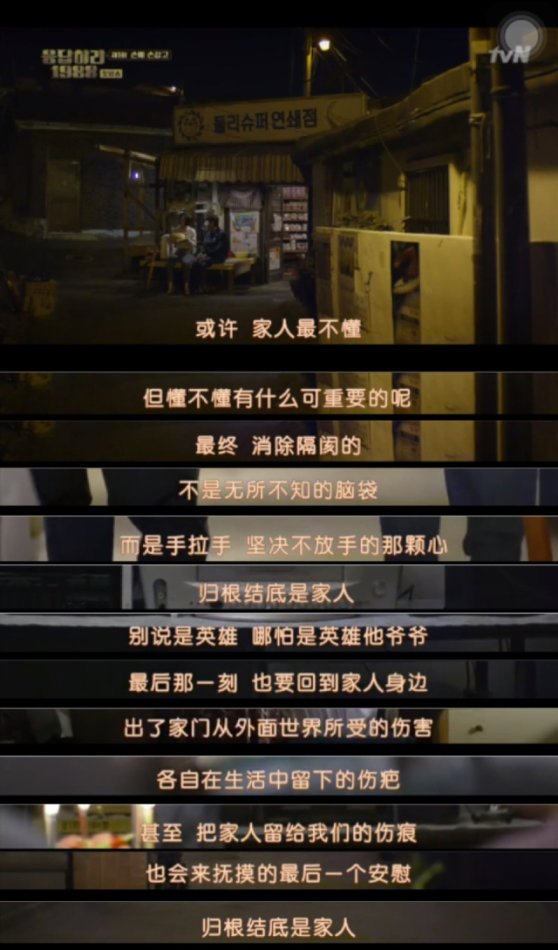 응답하라 1988
tvN
둘리슈퍼연쇄점
或许 家人最不懂
但懂不懂有什么可重要的呢
最终 消除隔阂的
不是无所不知的脑袋
而是手拉手 坚决不放手的那颗心
归根结底是家人
别说是英雄 哪怕是英雄他爷爷
最后那一刻 也要回到家人身边
出了家门从外面世界所受的伤害
各自在生活中留下的伤疤
甚至 把家人留给我们的伤痕
也会来抚摸的最后一个安慰
归根结底是家人